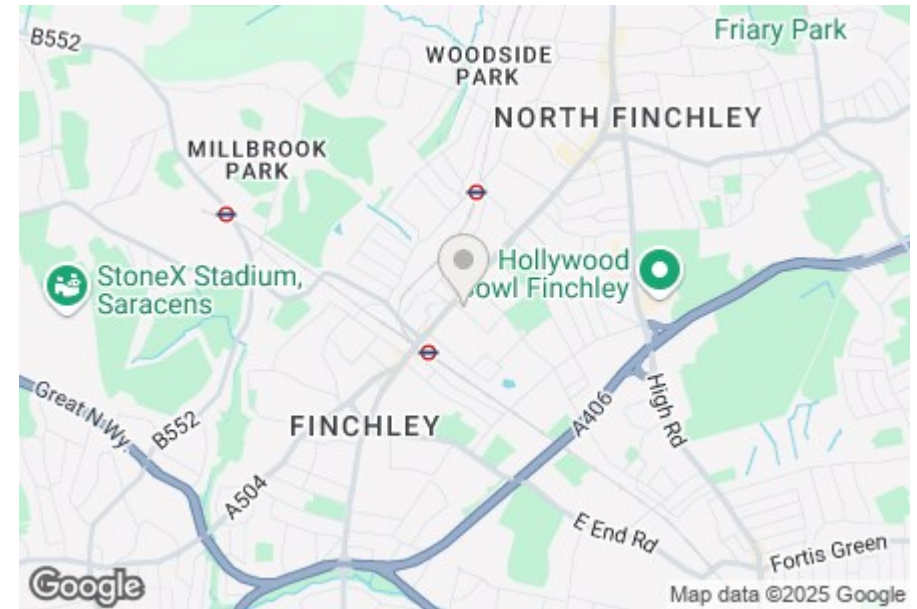 B552
Friary Park
WOODSIDE
PARK
NORTH FINCHLEY
MILLBROOK
PARK
StoneX Stadium,
Saracens
Hollywood
Bowl Finchley
Great N Wy.
B552
A504
FINCHLEY
A406
High Rd
E End Rd
Fortis Green
Google
Map data ©2025 Google